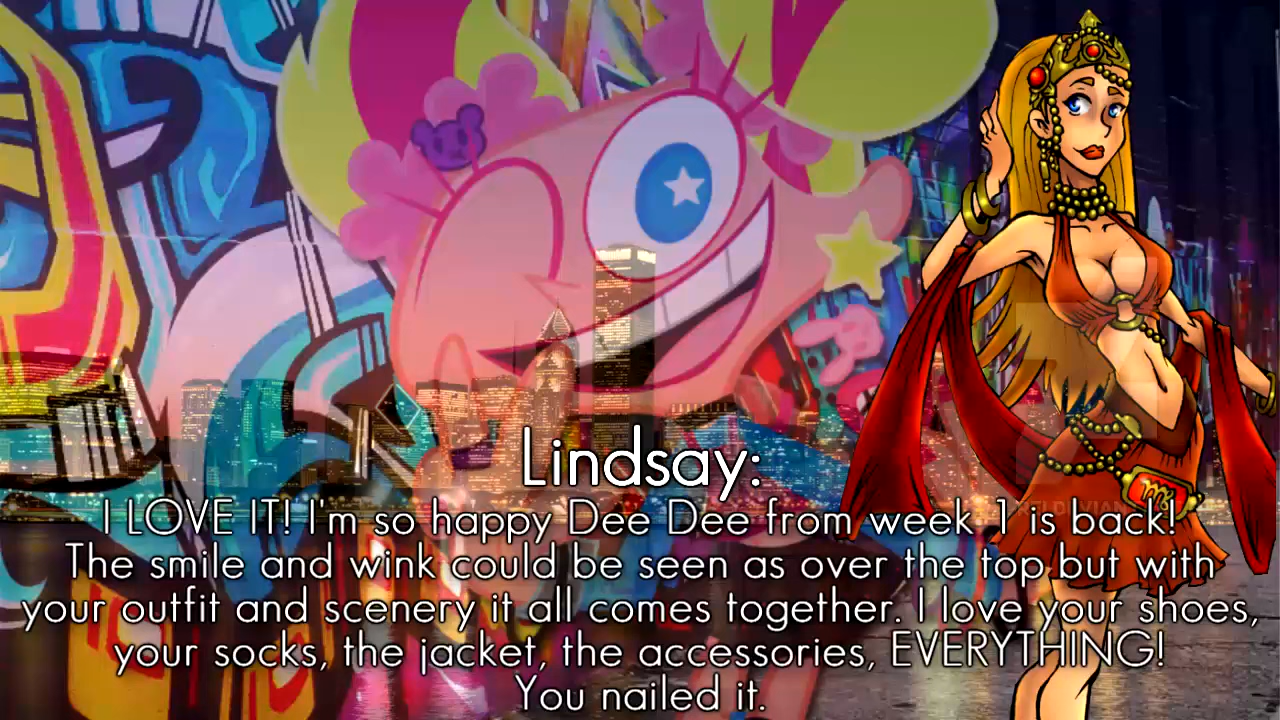 Lindsay:
I LOVE IT! I'm so happy Dee Dee from week 1 is back!
The smile and wink could be seen as over the top but with
your outfit and scenery it all comes together. I love your shoes,
your socks, the jacket, the accessories, EVERYTHING!
You nailed it.